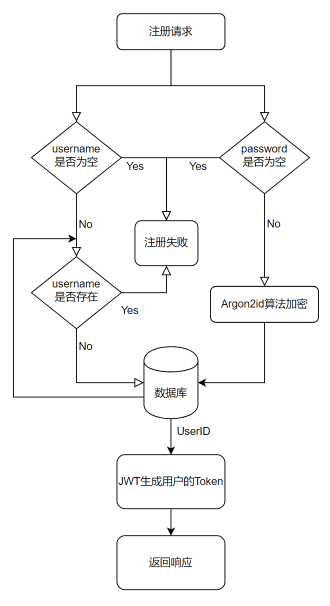 注册请求
username
是否为空
password
是否为空
Yes
Yes
No
No
注册失败
username
是否存在
Yes
Argon2id算法加密
No
数据库
UserID
JWT生成用户的Token
返回响应